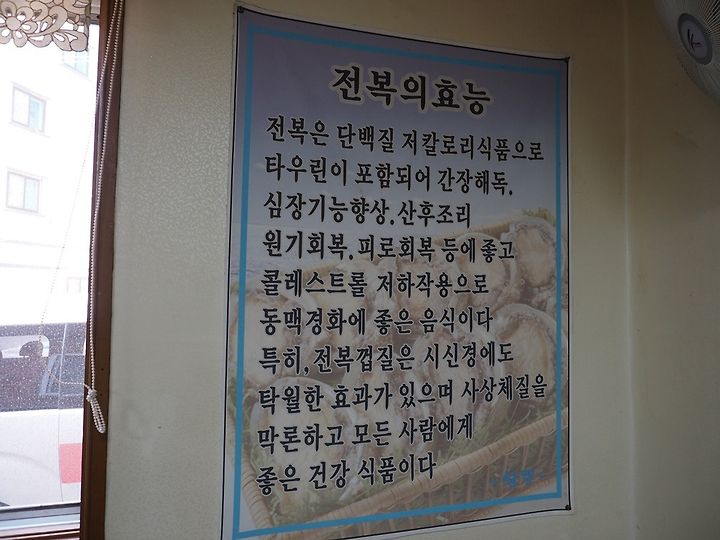 전복의효능
전복은 단백질 저칼로리식품으로
타우린이 포함되어 간장해독.
심장기능향상.산후조리
원기회복.피로회복 등에 좋고
콜레스트롤 저하작용으로
동맥경화에 좋은 음식이다
특히,전복껍질은 시신경에도
탁월한 효과가 있으며 사상체질을
막론하고 모든 사람에게
좋은 건강 식품이다